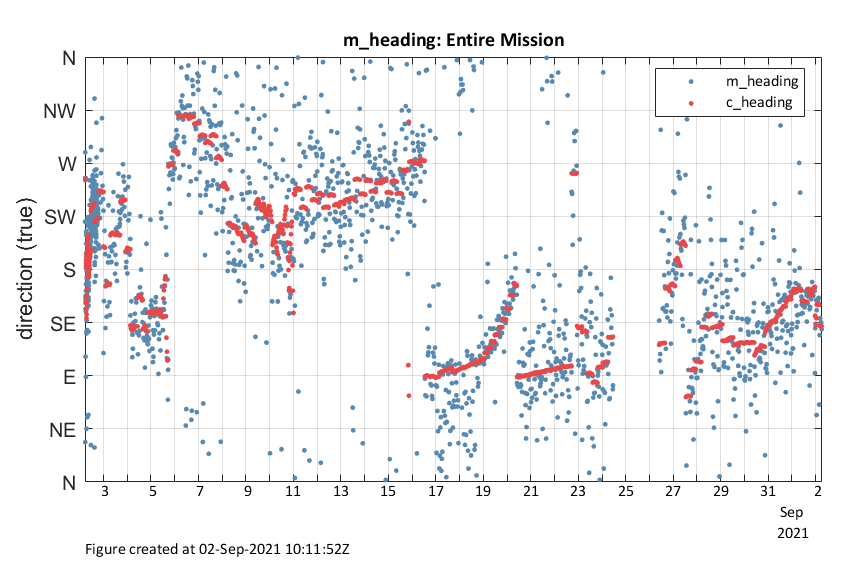 m_heading: Entire Mission
m_heading
c_heading
direction (true)
N
NW
W
SW
S
SE
E
NE
N
3 5 7 9 11 13 15 17 19 21 23 25 27 29 31 2
Sep
2021
Figure created at 02-Sep-2021 10:11:52Z